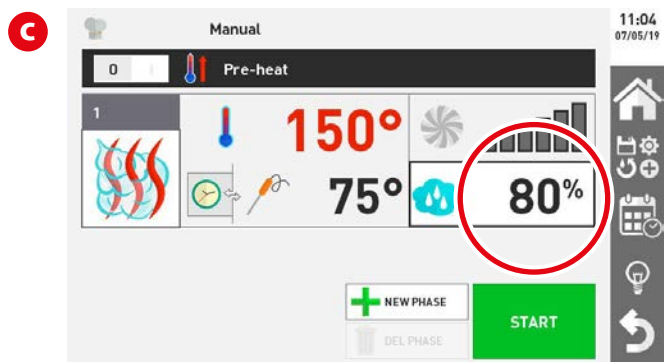 C
Manual
11:04
07/05/19
0
Pre-heat
1
150°
75°
80%
NEW PHASE
START
DEL PHASE